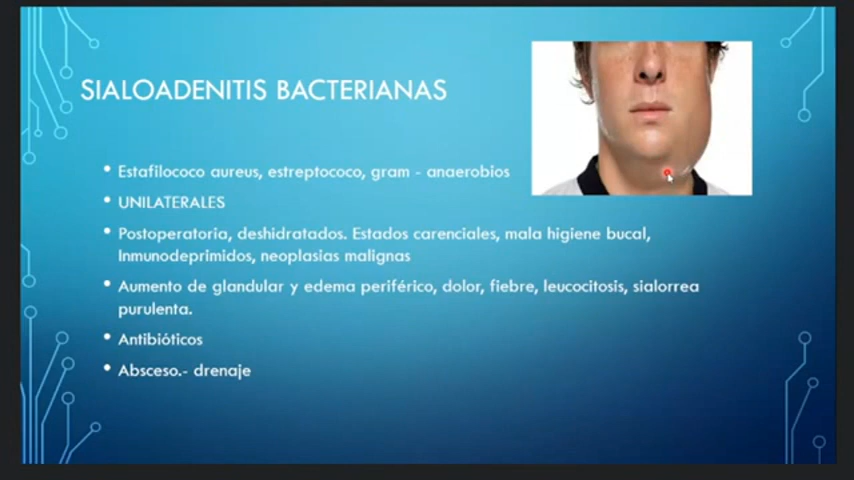 SIALOADENITIS BACTERIANAS
• Estafilococo aureus, estreptococo, gram - anaerobios
• UNILATERALES
• Postoperatoria, deshidratados. Estados carenciales, mala higiene bucal,
Inmunodeprimidos, neoplasias malignas
• Aumento de glandular y edema periférico, dolor, fiebre, leucocitosis, sialorrea
purulenta.
• Antibióticos
• Absceso.- drenaje